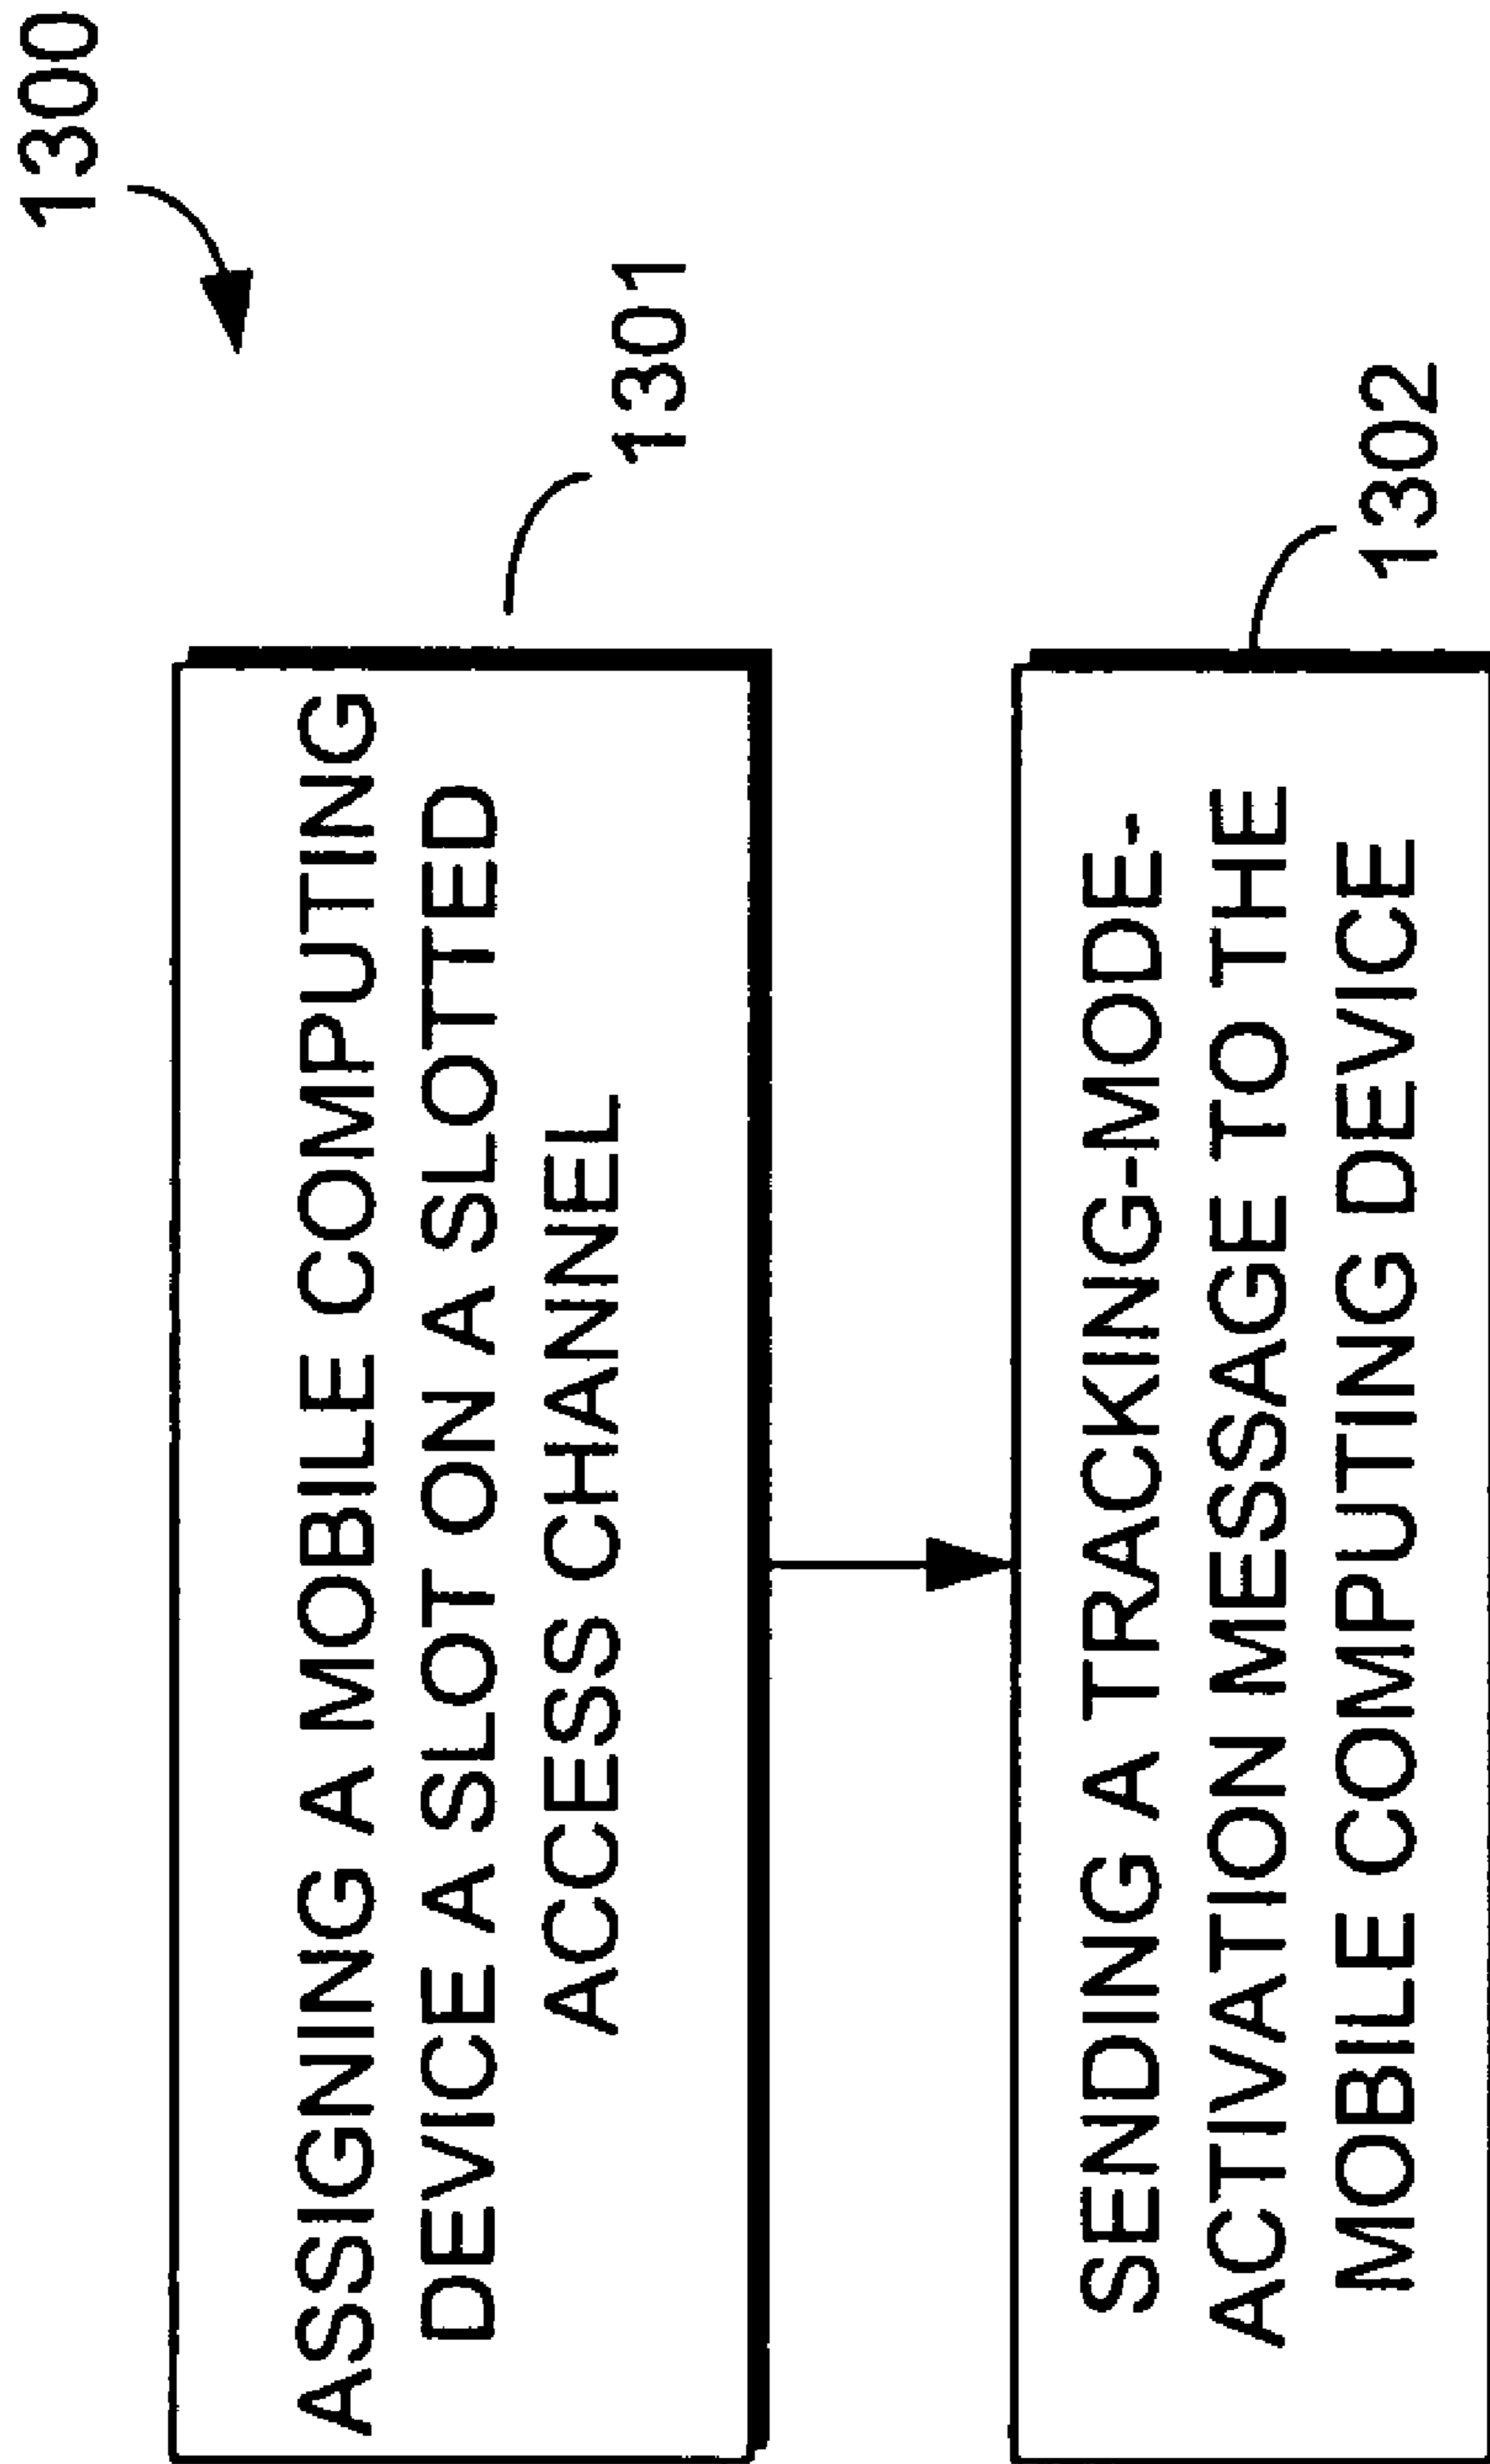 1300
1301
ASSIGNING A MOBILE COMPUTING
DEVICE A SLOT ON A SLOTTED
ACCESS CHANNEL
1302
SENDING A TRACKING-MODE-
ACTIVATION MESSAGE TO THE
MOBILE COMPUTING DEVICE